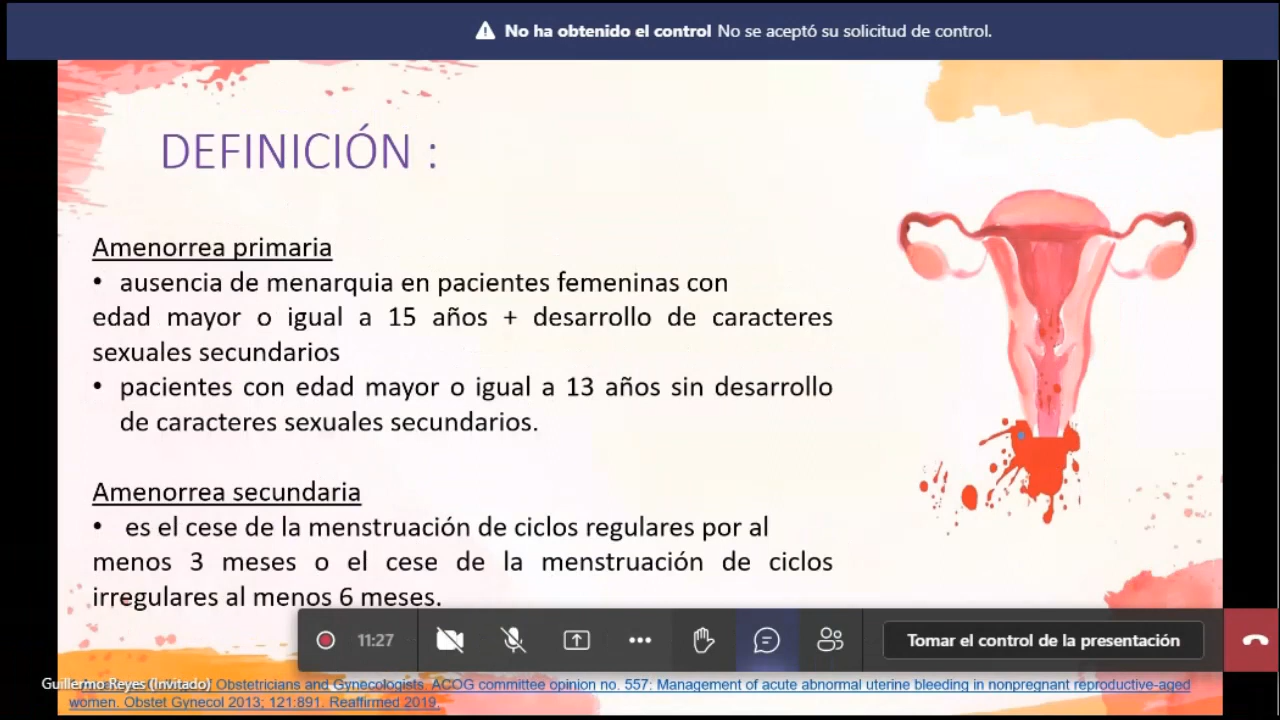 No ha obtenido el control No se aceptó su solicitud de control.
DEFINICIÓN :
Amenorrea primaria
• ausencia de menarquia en pacientes femeninas con
edad mayor o igual a 15 años + desarrollo de caracteres
sexuales secundarios
• pacientes con edad mayor o igual a 13 años sin desarrollo
de caracteres sexuales secundarios.
Amenorrea secundaria
• es el cese de la menstruación de ciclos regulares por al
menos 3 meses o el cese de la menstruación de ciclos
irregulares al menos 6 meses.
11:27
Tomar el control de la presentación
Guillermo Reyes (Invitado)
Obstetricians and Gynecologists. ACOG committee opinion no. 557: Management of acute abnormal uterine bleeding in nonpregnant reproductive-aged
women. Obstet Gynecol 2013; 121:891. Reaffirmed 2019.